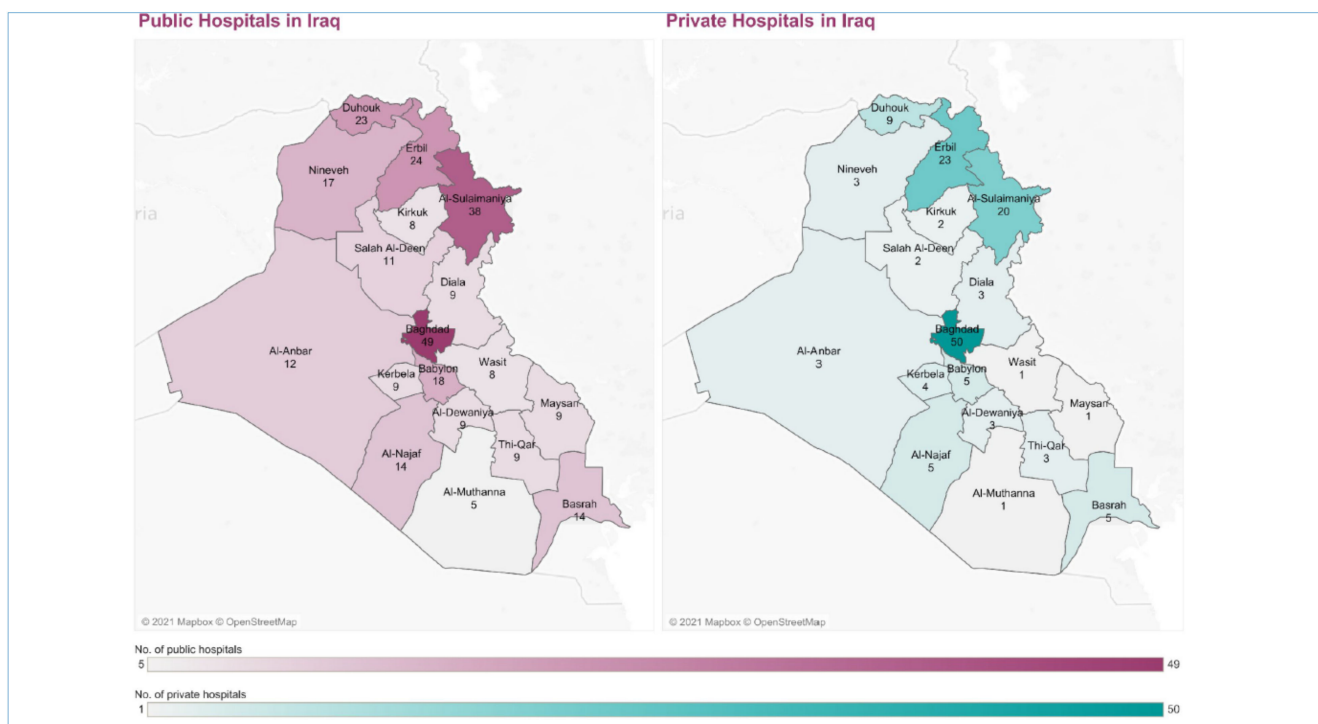 Public Hospitals in Iraq
Duhouk
23
Erbil
24
Nineveh
17
Al-Sulaimaniya
38
Kirkuk
8
ria
Salah Al-Deen
11
Diala
9
Baghdad
49
Al-Anbar
12
Wasit
8
Kerbela
9
Babylon
18
Maysan
9
Al-Dewaniya
9
Thi-Qar
9
Al-Najaf
14
Al-Muthanna
5
Basrah
14
© 2021 Mapbox © OpenStreetMap
Private Hospitals in Iraq
Duhouk
9
Erbil
23
Nineveh
3
Al-Sulaimaniya
20
Kirkuk
2
ria
Salah Al-Deen
2
Diala
3
Baghdad
50
Al-Anbar
3
Wasit
1
Kerbela
4
Babylon
5
Maysan
1
Al-Dewaniya
3
Thi-Qar
3
Al-Najaf
5
Al-Muthanna
1
Basrah
5
© 2021 Mapbox © OpenStreetMap
No. of public hospitals
5 49
No. of private hospitals
1 50